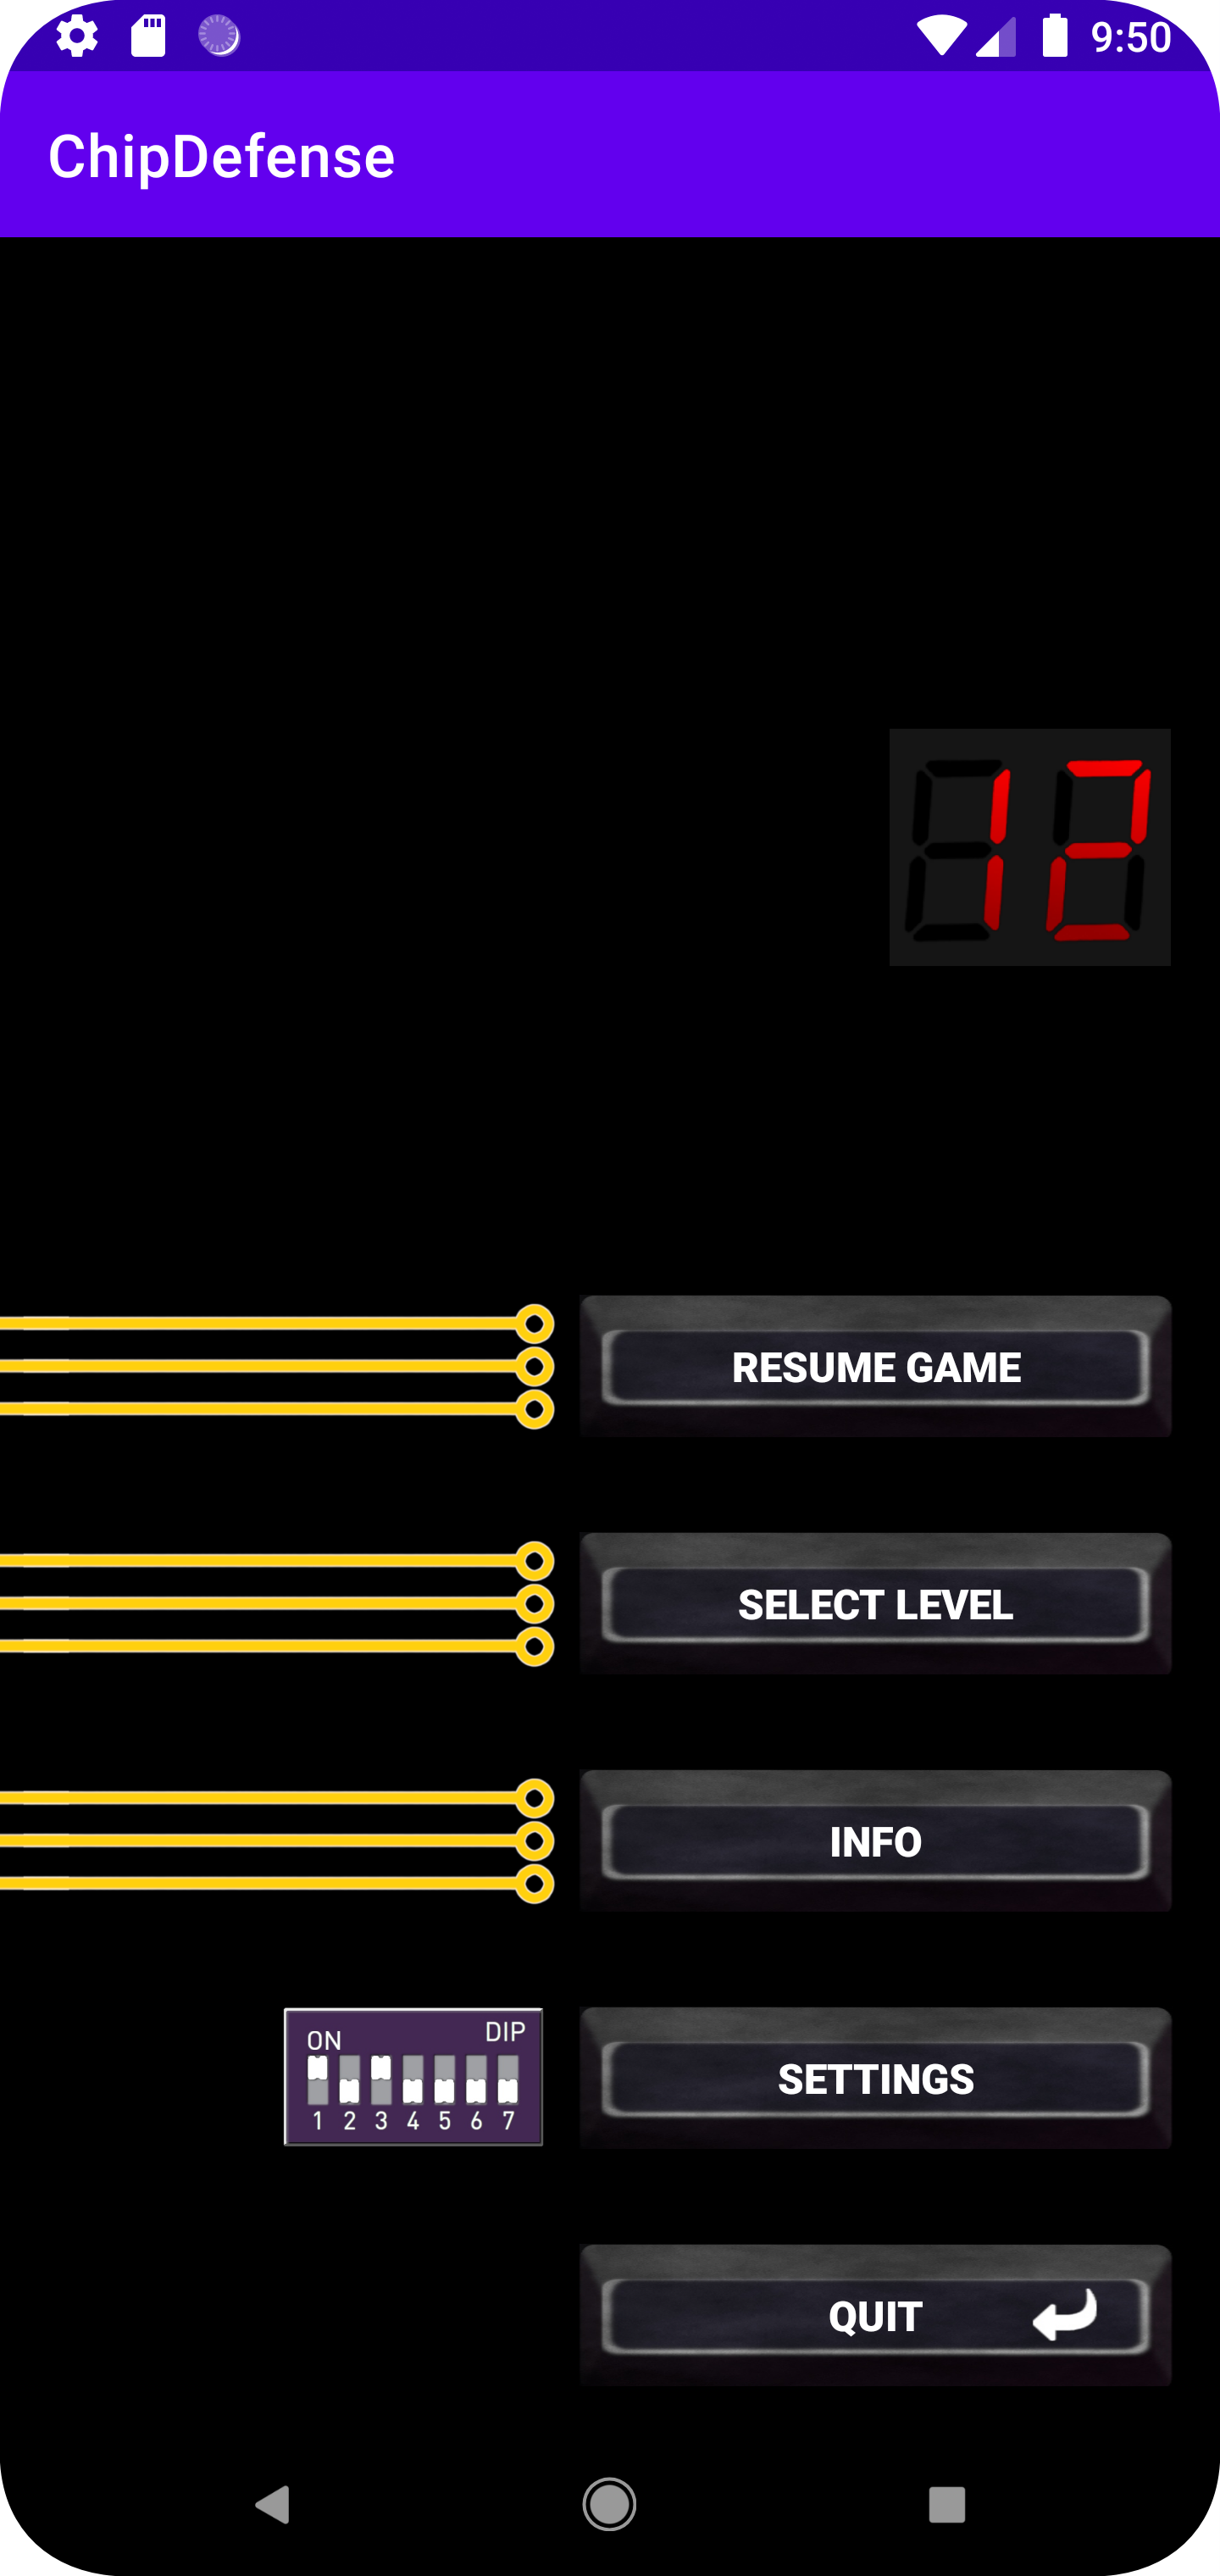 9:50
ChipDefense
12
RESUME GAME
SELECT LEVEL
INFO
ON DIP
1 2 3 4 5 6 7
SETTINGS
QUIT